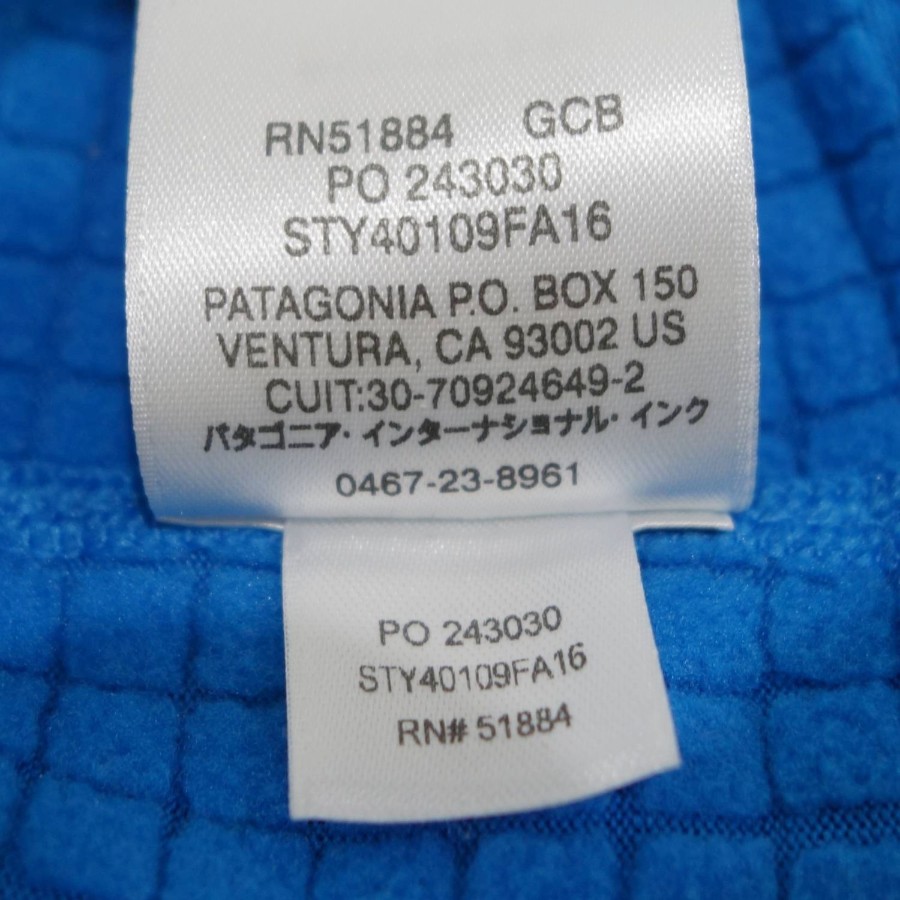 RN51884 GCB
PO 243030
STY40109FA16
PATAGONIA P.O. BOX 150
VENTURA, CA 93002 US
CUIT:30-70924649-2
パタゴニア・インターナショナル・インク
0467-23-8961
PO 243030
STY40109FA16
RN# 51884